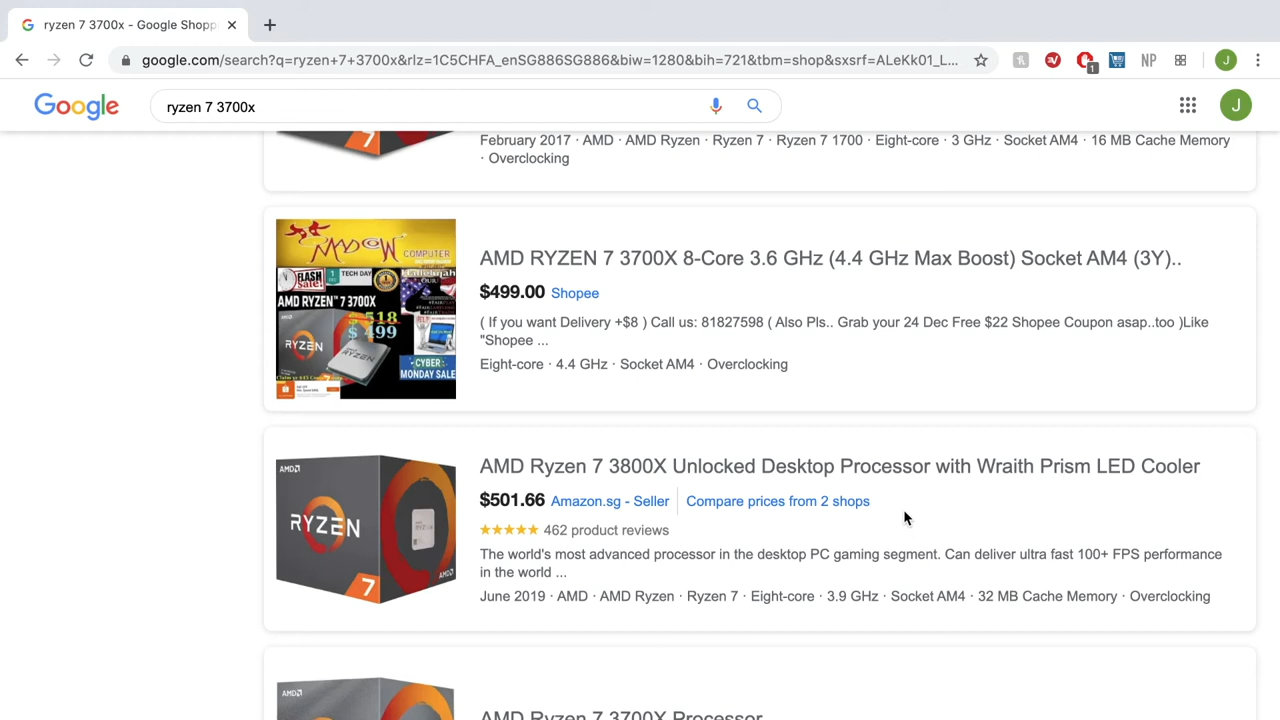 ryzen 7 3700x - Google Shopp
google.com/search?q=ryzen+7+3700x&rlz=1C5CHFA_enSG886SG886&biw=1280&bih=721&tbm=shop&sxsrf=ALeKk01_L...
1
NP
J
Google
ryzen 7 3700x
J
7
February 2017 · AMD · AMD Ryzen · Ryzen 7 · Ryzen 7 1700 · Eight-core · 3 GHz · Socket AM4 · 16 MB Cache Memory
· Overclocking
COMPUTER
FLASH
Sale!
TECH DAY
AMD RYZEN 7 3700X
$ 518
$ 499
RYZEN
RYZEN
CYBER
MONDAY SALE
AMD RYZEN 7 3700X 8-Core 3.6 GHz (4.4 GHz Max Boost) Socket AM4 (3Y)..
$499.00 Shopee
( If you want Delivery +$8 ) Call us: 81827598 ( Also Pls.. Grab your 24 Dec Free $22 Shopee Coupon asap..too )Like
"Shopee ...
Eight-core · 4.4 GHz · Socket AM4 · Overclocking
AMD
RYZEN
7
AMD
AMD Ryzen 7 3800X Unlocked Desktop Processor with Wraith Prism LED Cooler
$501.66 Amazon.sg - Seller Compare prices from 2 shops
462 product reviews
The world's most advanced processor in the desktop PC gaming segment. Can deliver ultra fast 100+ FPS performance
in the world ...
June 2019 · AMD · AMD Ryzen · Ryzen 7 · Eight-core · 3.9 GHz · Socket AM4 · 32 MB Cache Memory · Overclocking
AMD
AMD Ryzen 7 3700X Processor